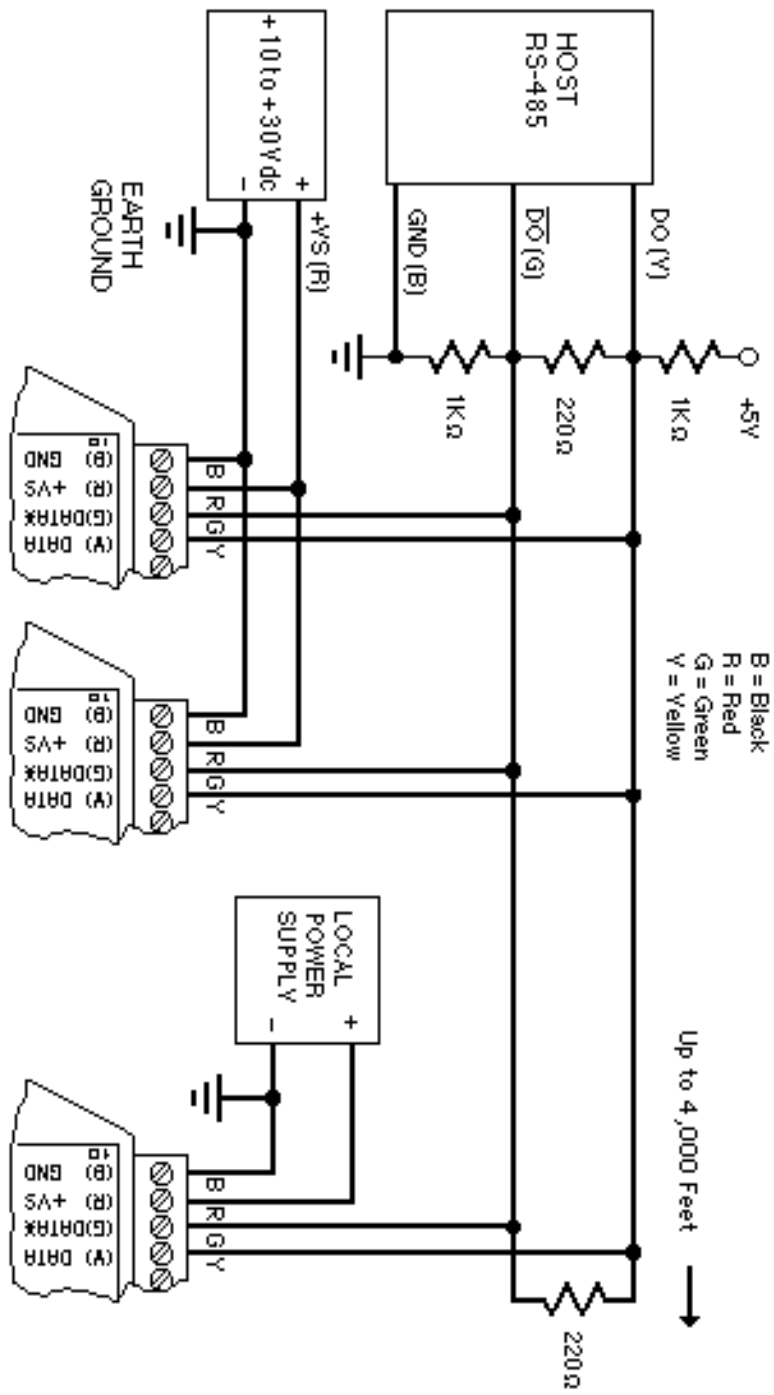 B = Black
R = Red
G = Green
Y = Yellow
Up to 4,000 Feet
+5V
1KΩ
220Ω
1KΩ
220Ω
HOST
RS-485
DO (Y)
DO (G)
GND (B)
+10 to +30Vdc
+
-
+VS (R)
EARTH
GROUND
LOCAL
POWER
SUPPLY
+
-
B
R
G
Y
(B) GND
(R) +VS
(G)DATA*
(Y) DATA
B
R
G
Y
(B) GND
(R) +VS
(G)DATA*
(Y) DATA
B
R
G
Y
(B) GND
(R) +VS
(G)DATA*
(Y) DATA